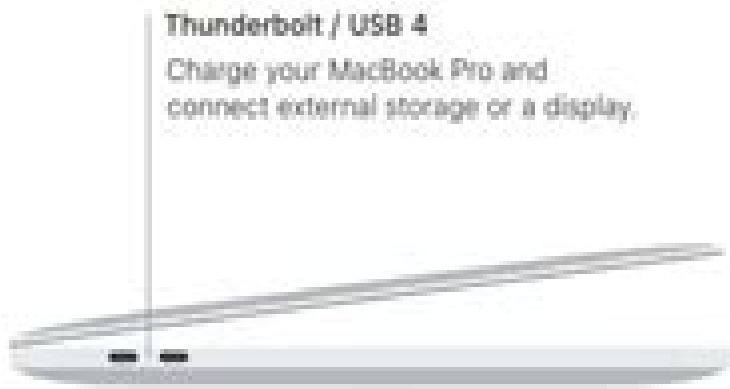 Thunderbolt / USB 4
Charge your MacBook Pro and
connect external storage or a display.